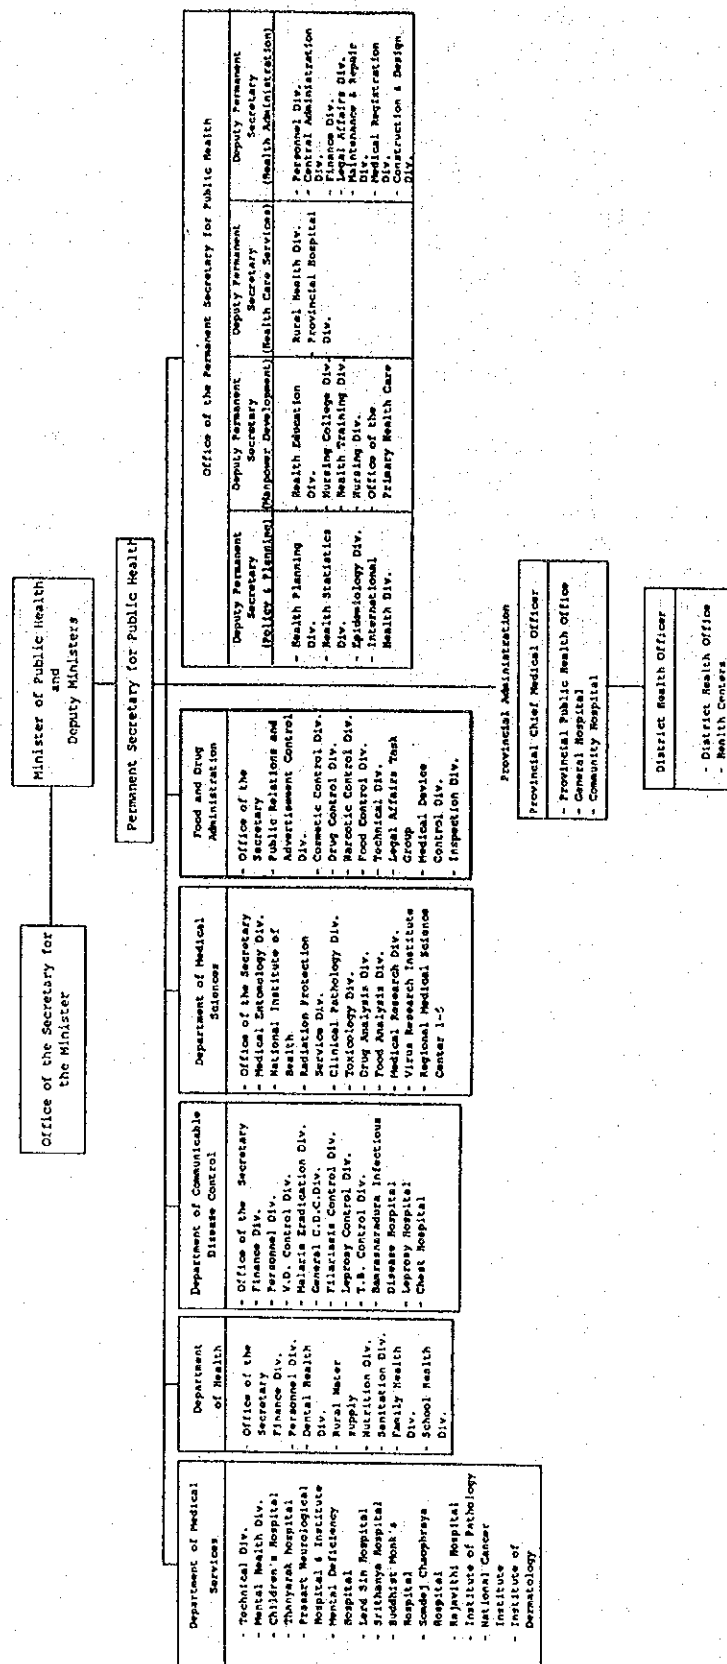 Minister of Public Health
and
Deputy Ministers
Office of the Secretary for
the Minister
Permanent Secretary for Public Health
Department of Medical
Services
- Technical Div.
- Mental Health Div.
- Children's Hospital
- Thanyarak hospital
- Prasart Neurological
Hospital & Institute
- Mental Deficiency
Hospital
- Lerd Sin Hospital
- Srithanya Hospital
- Buddhist Monk's
Hospital
- Somdej Chaophraya
Hospital
- Rajavithi Hospital
- Institute of Pathology
- National Cancer
Institute
- Institute of
Dermatology
Department
of Health
- Office of the
Secretary
- Finance Div.
- Personnel Div.
- Dental Health
Div.
- Rural Water
supply
- Nutrition Div.
- Sanitation Div.
- Family Health
Div.
- School Health
Div.
Department of Communicable
Disease Control
- Office of the Secretary
- Finance Div.
- Personnel Div.
- V.D. Control Div.
- Malaria Eradication Div.
- General C.D.C.Div.
- Filariasis Control Div.
- Leprosy Control Div.
- T.B. Control Div.
- Bamrasnaradura Infectious
Disease Hospital
- Leprosy Hospital
- Chest Hospital
Department of Medical
Sciences
- Office of the Secretary
- Medical Entomology Div.
- National Institute of
Health
- Radiation Protection
Service Div.
- Clinical Pathology Div.
- Toxicology Div.
- Drug Analysis Div.
- Food Analysis Div.
- Medical Research Div.
- Virus Research Institute
- Regional Medical Science
Center 1-5
Food and Drug
Administration
- Office of the
Secretary
- Public Relations and
Advertisement Control
Div.
- Cosmetic Control Div.
- Drug Control Div.
- Narcotic Control Div.
- Food Control Div.
- Technical Div.
- Legal Affairs Task
Group
- Medical Device
Control Div.
- Inspection Div.
Office of the Permanent Secretary for Public Health
Deputy Permanent
Secretary
(Policy & Planning)
- Health Planning
Div.
- Health Statistics
Div.
- Epidemiology Div.
- International
Health Div.
Deputy Permanent
Secretary
(Manpower Development)
- Health Education
Div.
- Nursing College Div.
- Health Training Div.
- Nursing Div.
- Office of the
Primary Health Care
Deputy Permanent
Secretary
(Health Care Services)
- Rural Health Div.
- Provincial Hospital
Div.
Deputy Permanent
Secretary
(Health Administration)
- Personnel Div.
- Central Administration
Div.
- Finance Div.
- Legal Affairs Div.
- Maintenance & Repair
Div.
- Medical Registration
Div.
- Construction & Design
Div.
Provincial Administration
Provincial Chief Medical Officer
- Provincial Public Health Office
- General Hospital
- Community Hospital
District Health Officer
- District Health Office
- Health Centers